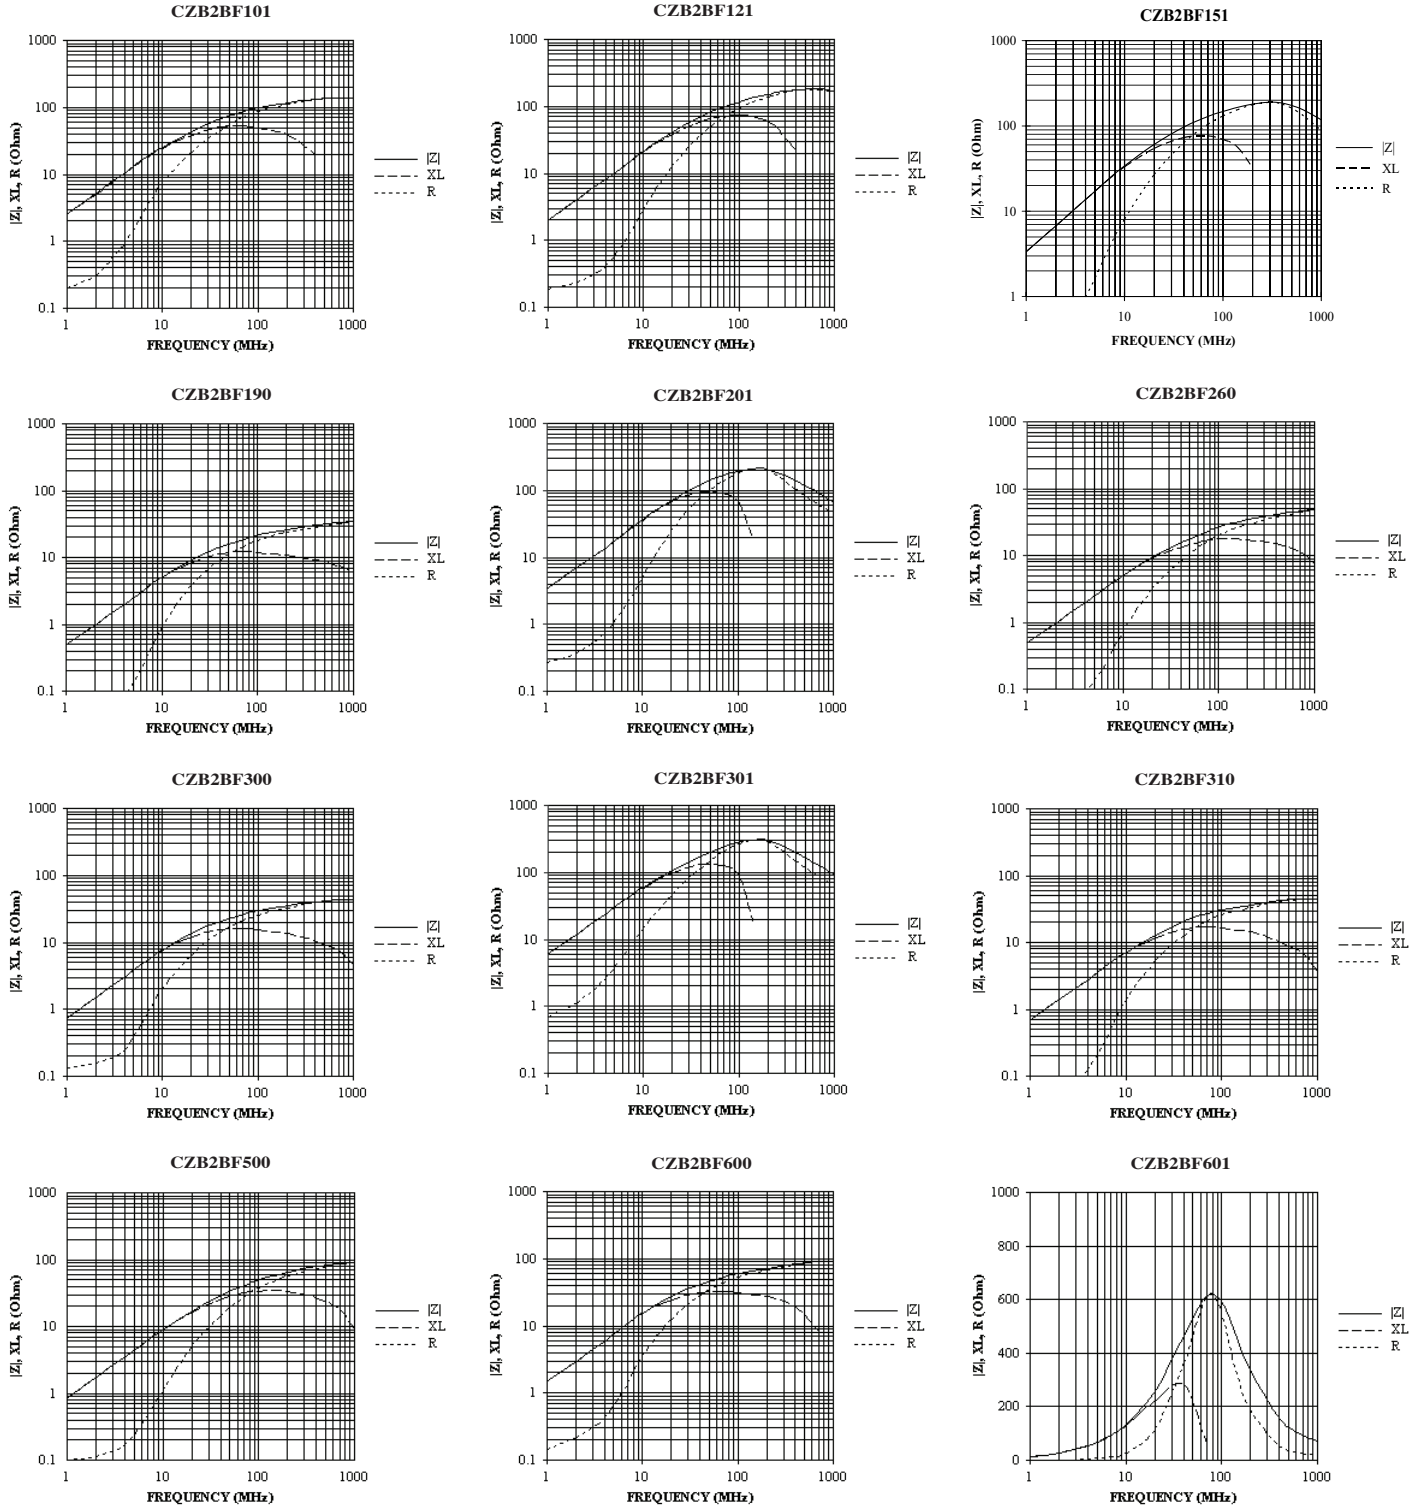 CZB2BF101
1000
100
10
1
0.1
1 10 100 1000
|Z|, XL, R (Ohm)
FREQUENCY (MHz)
|Z|
XL
R
CZB2BF121
1000
100
10
1
0.1
1 10 100 1000
|Z|, XL, R (Ohm)
FREQUENCY (MHz)
|Z|
XL
R
CZB2BF151
1000
100
10
1
1 10 100 1000
|Z|, XL, R (Ohm)
FREQUENCY (MHz)
|Z|
XL
R
CZB2BF190
1000
100
10
1
0.1
1 10 100 1000
|Z|, XL, R (Ohm)
FREQUENCY (MHz)
|Z|
XL
R
CZB2BF201
1000
100
10
1
0.1
1 10 100 1000
|Z|, XL, R (Ohm)
FREQUENCY (MHz)
|Z|
XL
R
CZB2BF260
1000
100
10
1
0.1
1 10 100 1000
|Z|, XL, R (Ohm)
FREQUENCY (MHz)
|Z|
XL
R
CZB2BF300
1000
100
10
1
0.1
1 10 100 1000
|Z|, XL, R (Ohm)
FREQUENCY (MHz)
|Z|
XL
R
CZB2BF301
1000
100
10
1
0.1
1 10 100 1000
|Z|, XL, R (Ohm)
FREQUENCY (MHz)
|Z|
XL
R
CZB2BF310
1000
100
10
1
0.1
1 10 100 1000
|Z|, XL, R (Ohm)
FREQUENCY (MHz)
|Z|
XL
R
CZB2BF500
1000
100
10
1
0.1
1 10 100 1000
|Z|, XL, R (Ohm)
FREQUENCY (MHz)
|Z|
XL
R
CZB2BF600
1000
100
10
1
0.1
1 10 100 1000
|Z|, XL, R (Ohm)
FREQUENCY (MHz)
|Z|
XL
R
CZB2BF601
1000
800
600
400
200
0
1 10 100 1000
|Z|, XL, R (Ohm)
FREQUENCY (MHz)
|Z|
XL
R